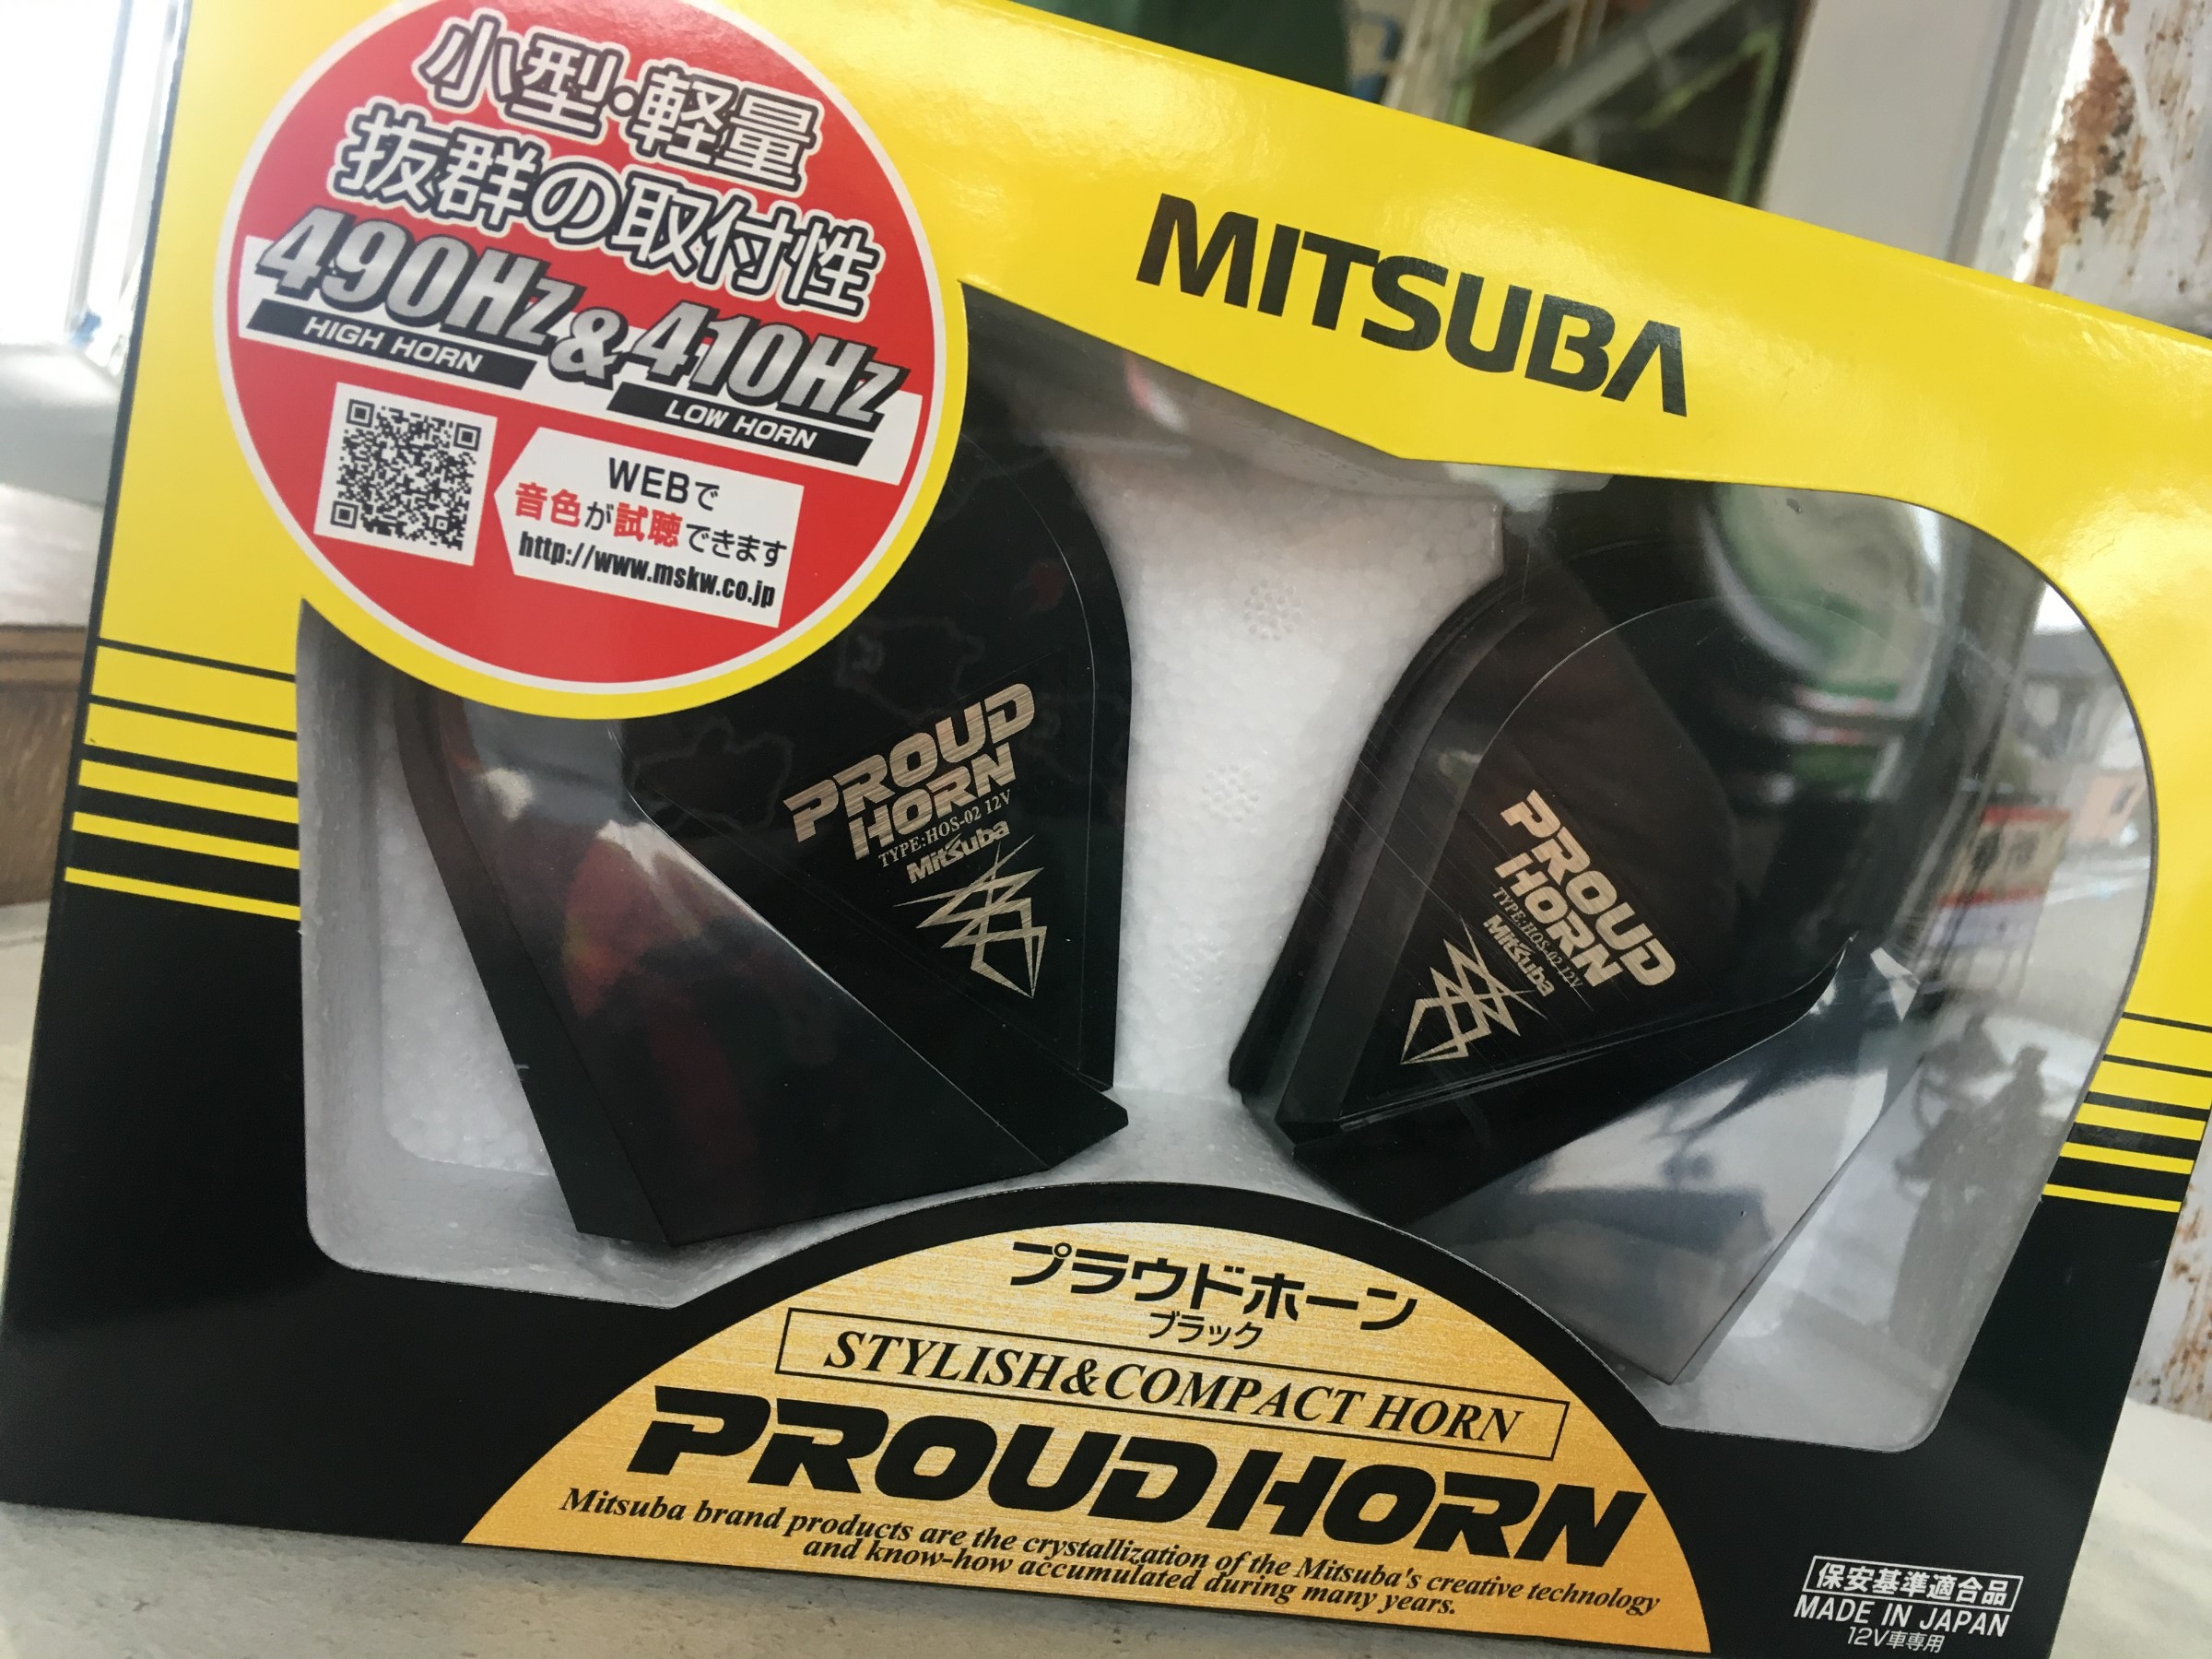 小型・軽量
抜群の取付性
490Hz&410Hz
HIGH HORN
LOW HORN
WEBで
音色が試聴できます
http://www.mskw.co.jp
MITSUBA
PROUD
HORN
TYPE:HOS-02 12V
Mitsuba
PROUD
HORN
TYPE:HOS-02 12V
Mitsuba
プラウドホーン
ブラック
STYLISH&COMPACT HORN
PROUDHORN
Mitsuba brand products are the crystallization of the Mitsuba's creative technology
and know-how accumulated during many years.
保安基準適合品
MADE IN JAPAN
12V車専用